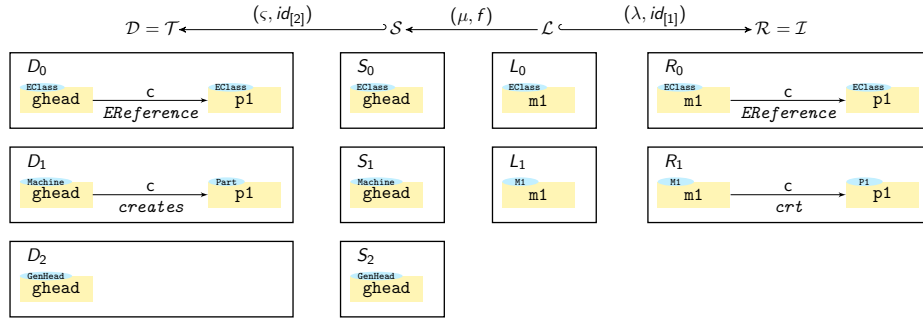 (ς, id[2]) (μ, f) (λ, id[1])
𝒟 = 𝒯 𝒮 ℒ ℛ = ℐ
D0 S0 L0 R0
EClass EClass EClass EClass EClass EClass
ghead c p1 ghead m1 m1 c p1
EReference EReference
D1 S1 L1 R1
Machine Part Machine M1 M1 P1
ghead c p1 ghead m1 m1 c p1
creates crt
D2 S2
GenHead GenHead
ghead ghead